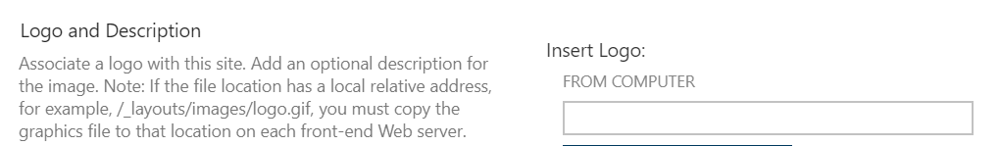 Logo and Description
Associate a logo with this site. Add an optional description for
the image. Note: If the file location has a local relative address,
for example, /_layouts/images/logo.gif, you must copy the
graphics file to that location on each front-end Web server.
Insert Logo:
FROM COMPUTER